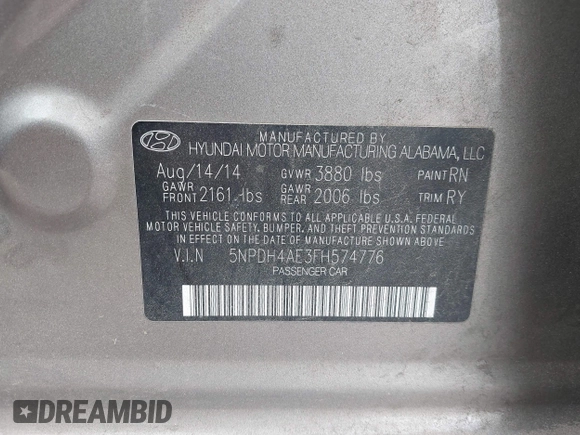 MANUFACTURED BY
HYUNDAI MOTOR MANUFACTURING ALABAMA, LLC
Aug/14/14 GVWR 3880 lbs PAINT RN
GAWR FRONT 2161 lbs GAWR REAR 2006 lbs TRIM RY
THIS VEHICLE CONFORMS TO ALL APPLICABLE U.S.A. FEDERAL
MOTOR VEHICLE SAFETY, BUMPER, AND THEFT PREVENTION STANDARDS
IN EFFECT ON THE DATE OF MANUFACTURE SHOWN ABOVE.
V.I.N 5NPDH4AE3FH574776
PASSENGER CAR
DREAMBID